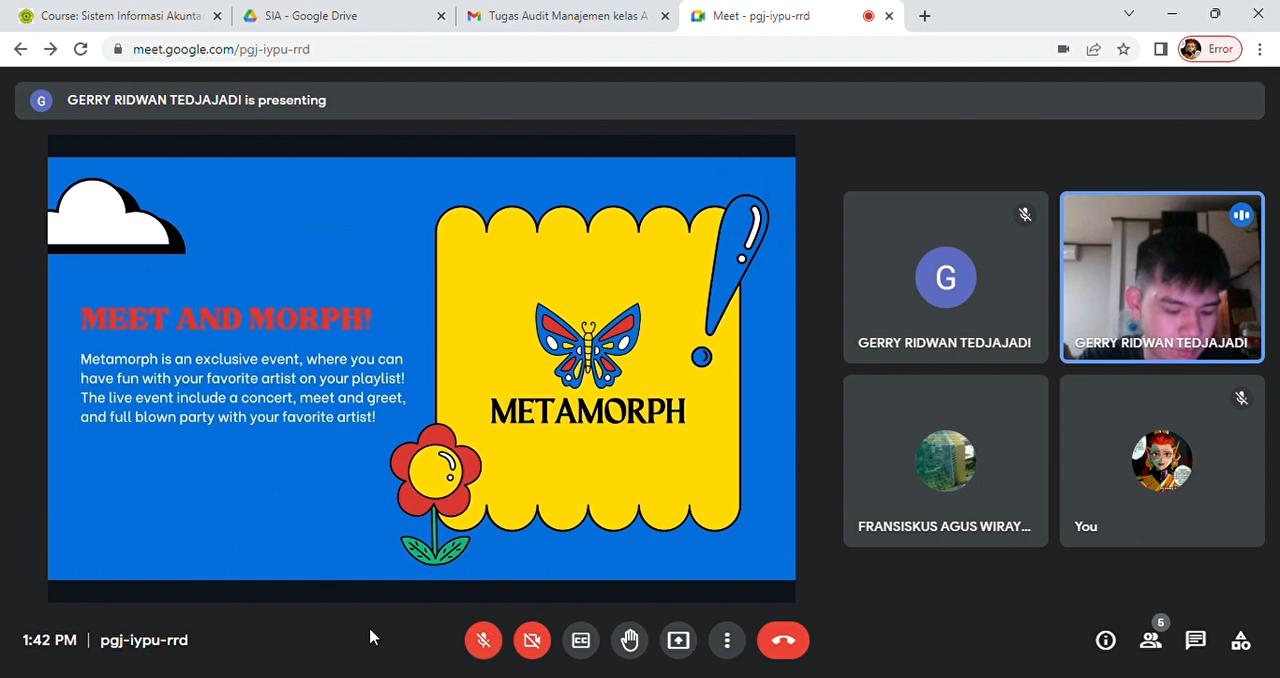 Course: Sistem Informasi Akunta
SIA - Google Drive
Tugas Audit Manajemen kelas A
Meet - pgj-iypu-rrd
meet.google.com/pgj-iypu-rrd
Error
G
GERRY RIDWAN TEDJAJADI is presenting
MEET AND MORPH!
Metamorph is an exclusive event, where you can
have fun with your favorite artist on your playlist!
The live event include a concert, meet and greet,
and full blown party with your favorite artist!
METAMORPH
G
GERRY RIDWAN TEDJAJADI
GERRY RIDWAN TEDJAJADI
FRANSISKUS AGUS WIRAY...
You
1:42 PM | pgj-iypu-rrd
5